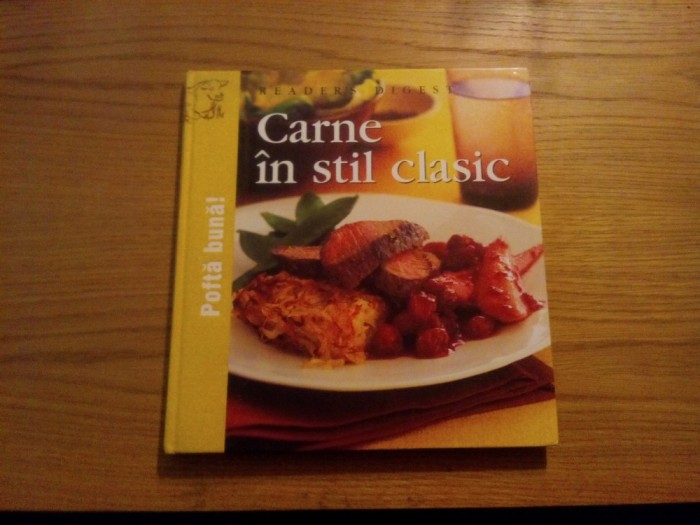 READER'S DIGEST
Carne
în stil clasic
Poftă bună!